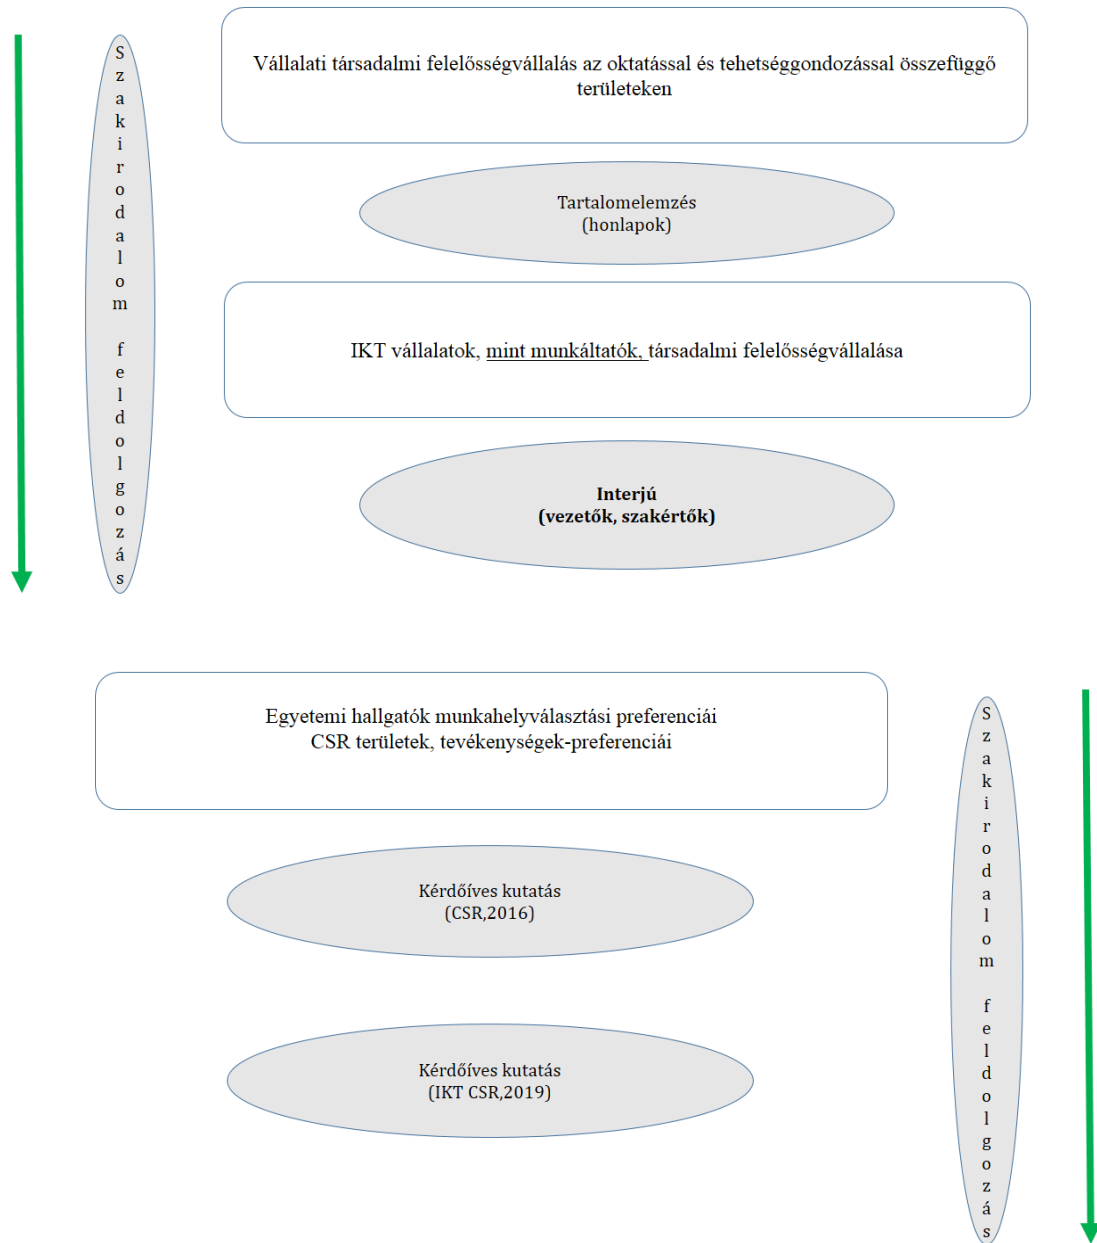 Szakirodalom feldolgozás
Vállalati társadalmi felelősségvállalás az oktatással és tehetséggondozással összefüggő
területeken
Tartalomelemzés
(honlapok)
IKT vállalatok, mint munkáltatók, társadalmi felelősségvállalása
Interjú
(vezetők, szakértők)
Egyetemi hallgatók munkahelyválasztási preferenciái
CSR területek, tevékenységek-preferenciái
Kérdőíves kutatás
(CSR,2016)
Kérdőíves kutatás
(IKT CSR,2019)
Szakirodalom feldolgozás